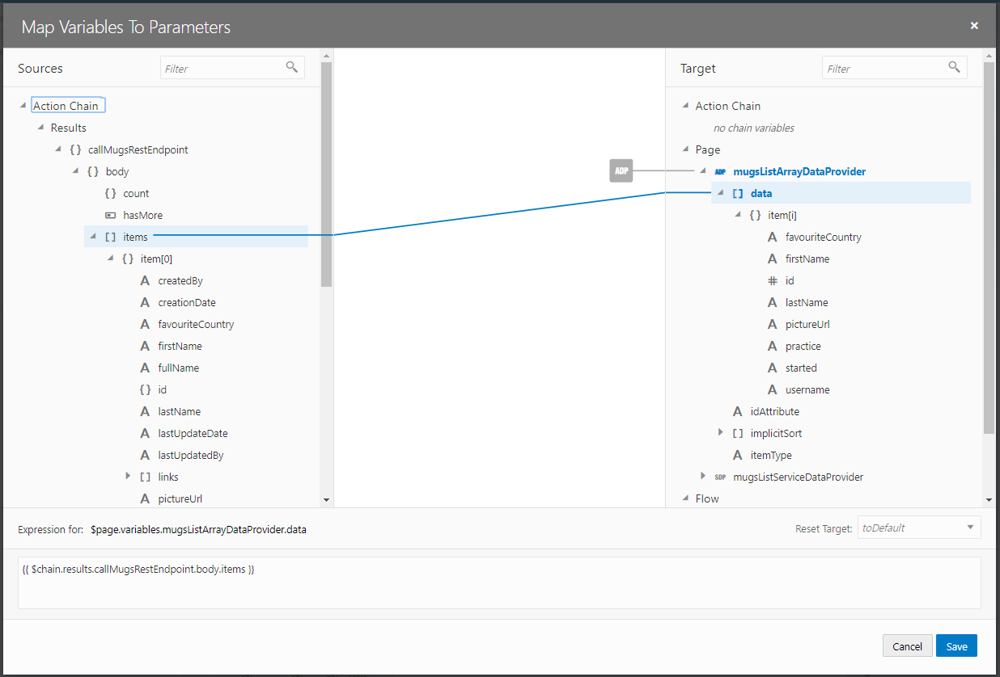 Map Variables To Parameters
×
Sources
Filter
Action Chain
Results
{} callMugsRestEndpoint
{} body
{} count
hasMore
[] items
{} item[0]
A createdBy
A creationDate
A favouriteCountry
A firstName
A fullName
{} id
A lastName
A lastUpdateDate
A lastUpdatedBy
[] links
A pictureUrl
ADP
Target
Filter
Action Chain
no chain variables
Page
ADP mugsListArrayDataProvider
[] data
{} item[i]
A favouriteCountry
A firstName
# id
A lastName
A pictureUrl
A practice
A started
A username
A idAttribute
[] implicitSort
A itemType
SDP mugsListServiceDataProvider
Flow
Expression for: $page.variables.mugsListArrayDataProvider.data
Reset Target: toDefault
{{ $chain.results.callMugsRestEndpoint.body.items }}
Cancel
Save